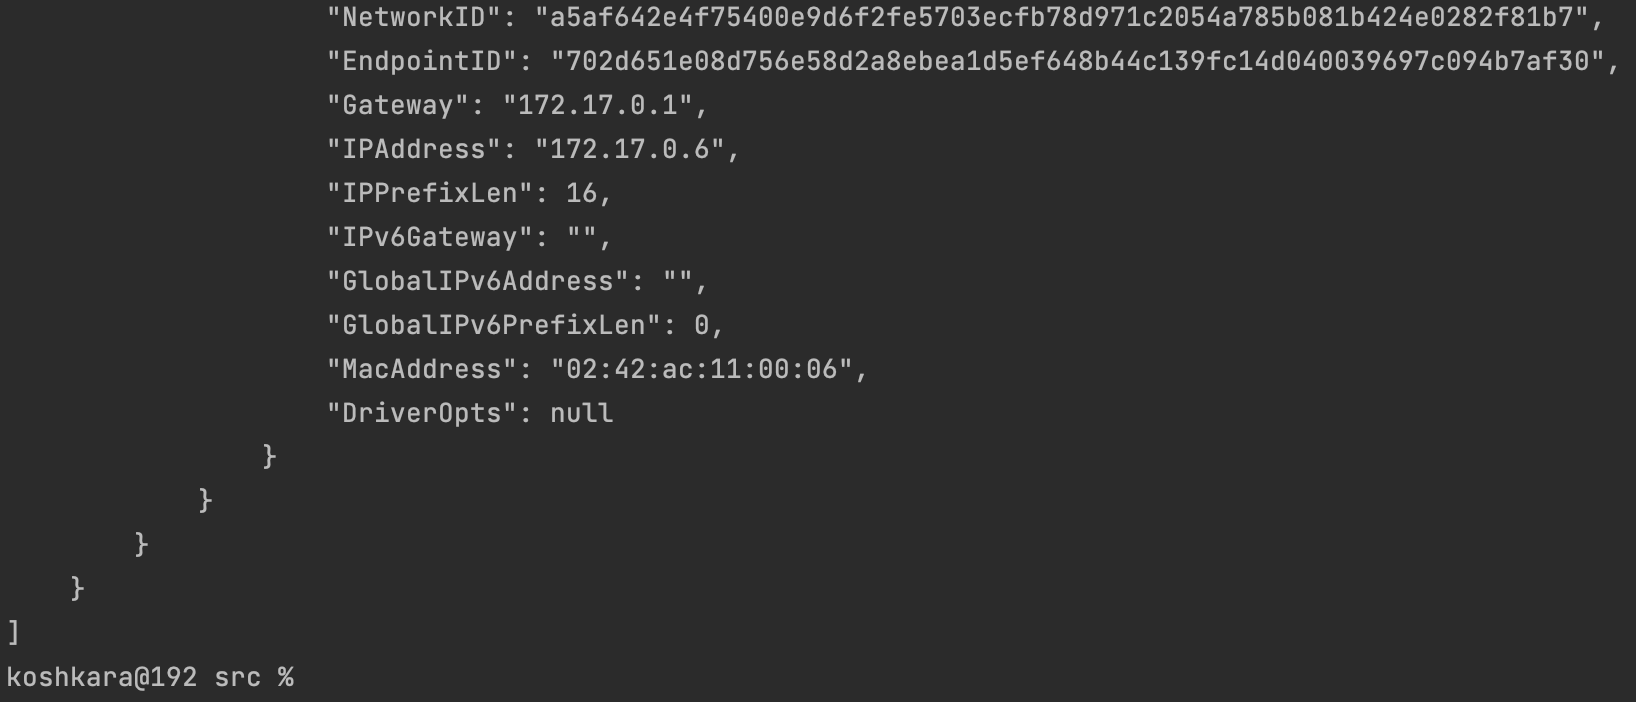 "NetworkID": "a5af642e4f75400e9d6f2fe5703ecfb78d971c2054a785b081b424e0282f81b7",
"EndpointID": "702d651e08d756e58d2a8ebea1d5ef648b44c139fc14d040039697c094b7af30",
"Gateway": "172.17.0.1",
"IPAddress": "172.17.0.6",
"IPPrefixLen": 16,
"IPv6Gateway": "",
"GlobalIPv6Address": "",
"GlobalIPv6PrefixLen": 0,
"MacAddress": "02:42:ac:11:00:06",
"DriverOpts": null
}
}
}
}
]
koshkara@192 src %